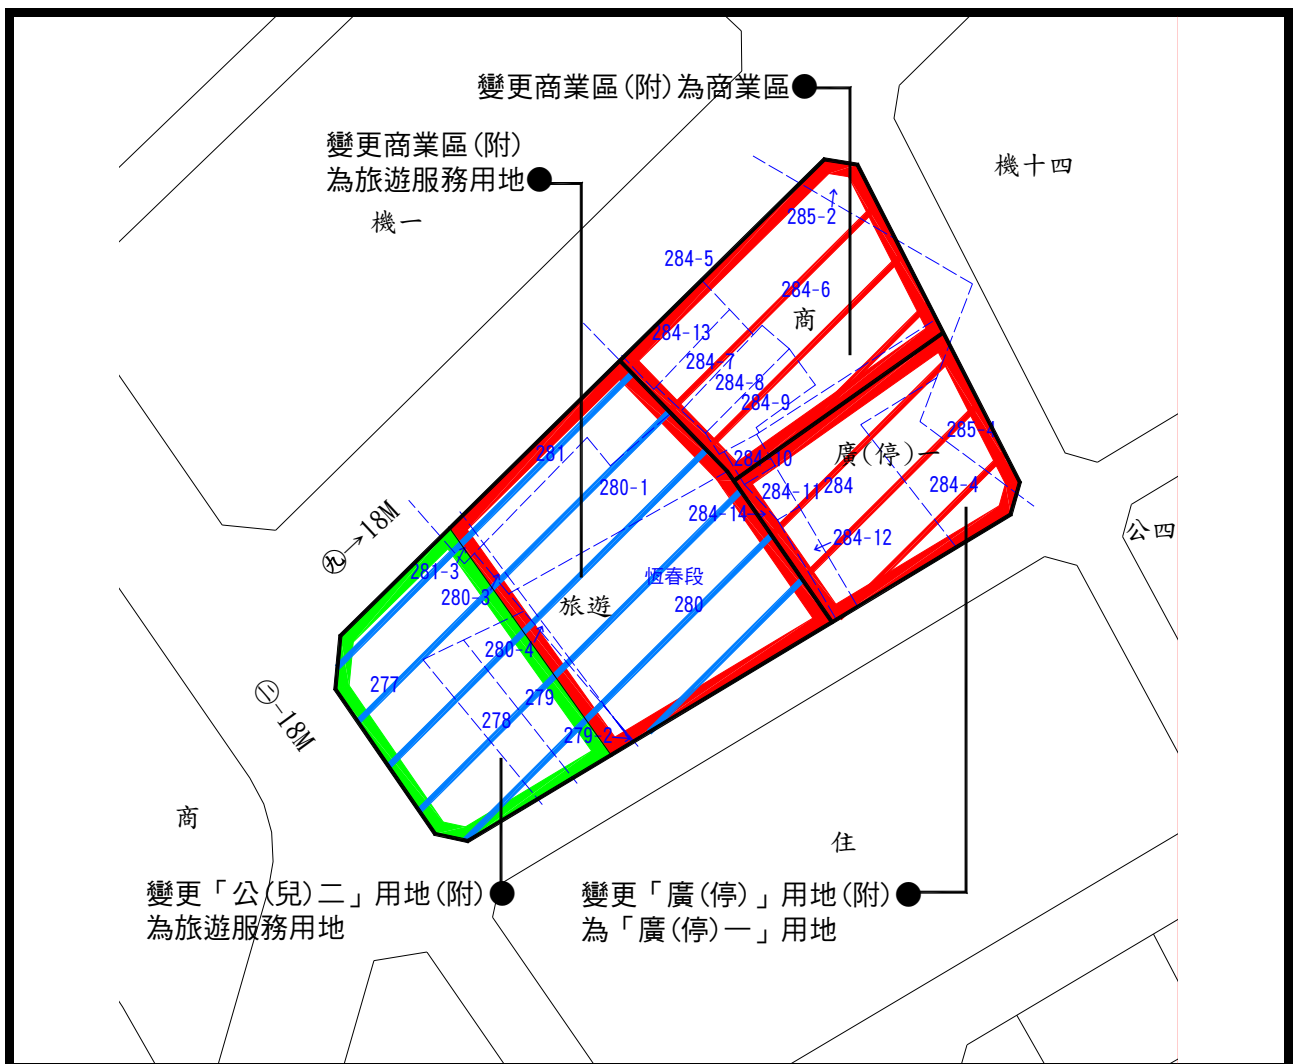 變更商業區(附)為商業區
變更商業區(附)
為旅遊服務用地
機十四
機一
285-2
284-5
284-6
商
284-13
284-7
284-8
284-9
285-4
281
284-10
廣(停)一
280-1
284-11
284
284-4
284-14
㊈→18M
公四
284-12
281-3
恆春段
280-3
旅遊
280
280-4
277
279
㊁-18M
278
279-2
商
住
變更「公(兒)二」用地(附)
為旅遊服務用地
變更「廣(停)」用地(附)
為「廣(停)一」用地